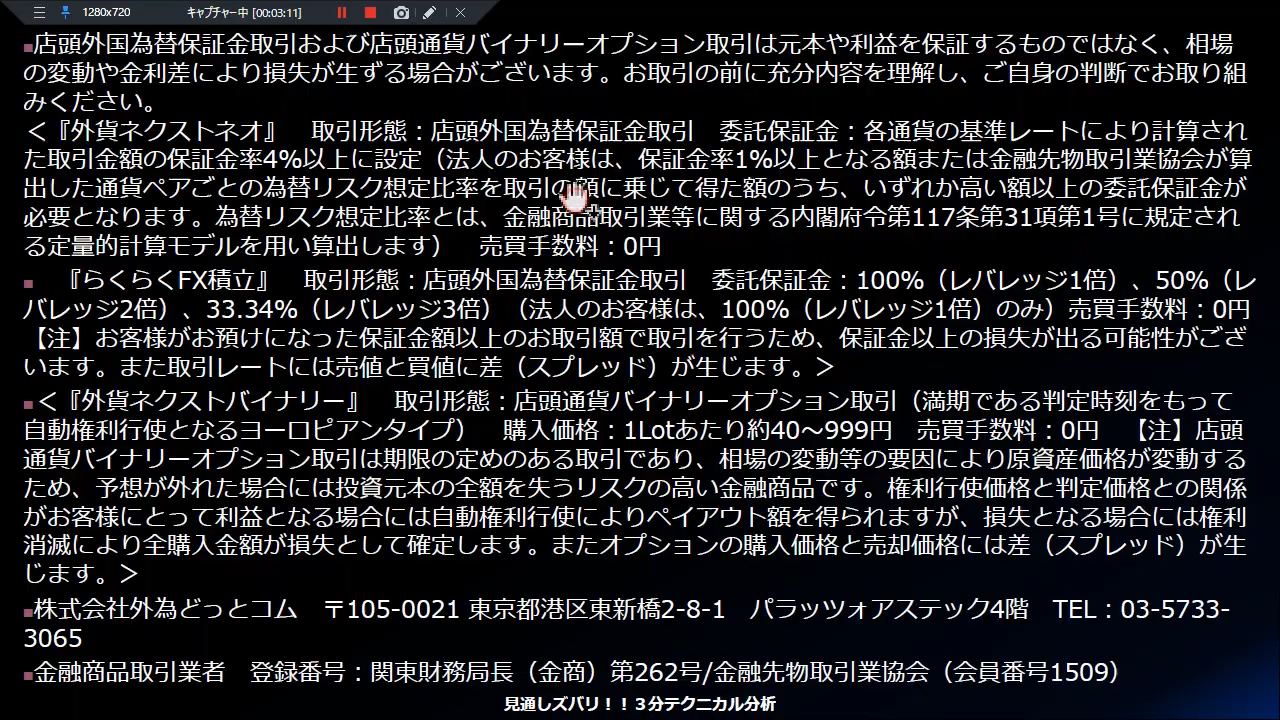 1280x720 キャプチャー中 [00:03:11]
■店頭外国為替保証金取引および店頭通貨バイナリーオプション取引は元本や利益を保証するものではなく、相場
の変動や金利差により損失が生ずる場合がございます。お取引の前に充分内容を理解し、ご自身の判断でお取り組
みください。
＜『外貨ネクストネオ』　取引形態：店頭外国為替保証金取引　委託保証金：各通貨の基準レートにより計算され
た取引金額の保証金率4%以上に設定（法人のお客様は、保証金率1%以上となる額または金融先物取引業協会が算
出した通貨ペアごとの為替リスク想定比率を取引の額に乗じて得た額のうち、いずれか高い額以上の委託保証金が
必要となります。為替リスク想定比率とは、金融商品取引業等に関する内閣府令第117条第31項第1号に規定され
る定量的計算モデルを用い算出します）　売買手数料：0円
■　『らくらくFX積立』　取引形態：店頭外国為替保証金取引　委託保証金：100%（レバレッジ1倍）、50%（レ
バレッジ2倍）、33.34%（レバレッジ3倍）（法人のお客様は、100%（レバレッジ1倍）のみ）売買手数料：0円
【注】お客様がお預けになった保証金額以上のお取引額で取引を行うため、保証金以上の損失が出る可能性がござ
います。また取引レートには売値と買値に差（スプレッド）が生じます。＞
■＜『外貨ネクストバイナリー』　取引形態：店頭通貨バイナリーオプション取引（満期である判定時刻をもって
自動権利行使となるヨーロピアンタイプ）　購入価格：1Lotあたり約40～999円　売買手数料：0円　【注】店頭
通貨バイナリーオプション取引は期限の定めのある取引であり、相場の変動等の要因により原資産価格が変動する
ため、予想が外れた場合には投資元本の全額を失うリスクの高い金融商品です。権利行使価格と判定価格との関係
がお客様にとって利益となる場合には自動権利行使によりペイアウト額を得られますが、損失となる場合には権利
消滅により全購入金額が損失として確定します。またオプションの購入価格と売却価格には差（スプレッド）が生
じます。＞
■株式会社外為どっとコム　〒105-0021 東京都港区東新橋2-8-1　パラッツォアステック4階　TEL：03-5733-
3065
■金融商品取引業者　登録番号：関東財務局長（金商）第262号/金融先物取引業協会（会員番号1509）
見通しズバリ！！３分テクニカル分析